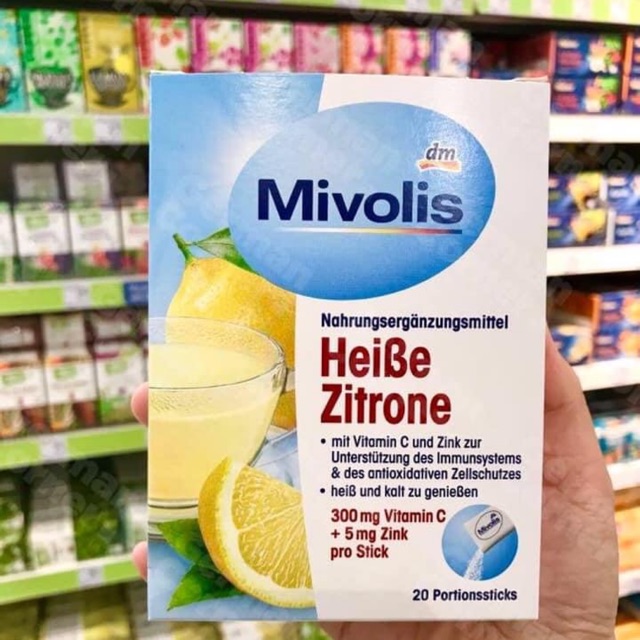 dm
Mivolis
Nahrungsergänzungsmittel
Heiße
Zitrone
• mit Vitamin C und Zink zur
Unterstützung des Immunsystems
& des antioxidativen Zellschutzes
• heiß und kalt zu genießen
300 mg Vitamin C
+ 5 mg Zink
pro Stick
Mivolis
20 Portionssticks